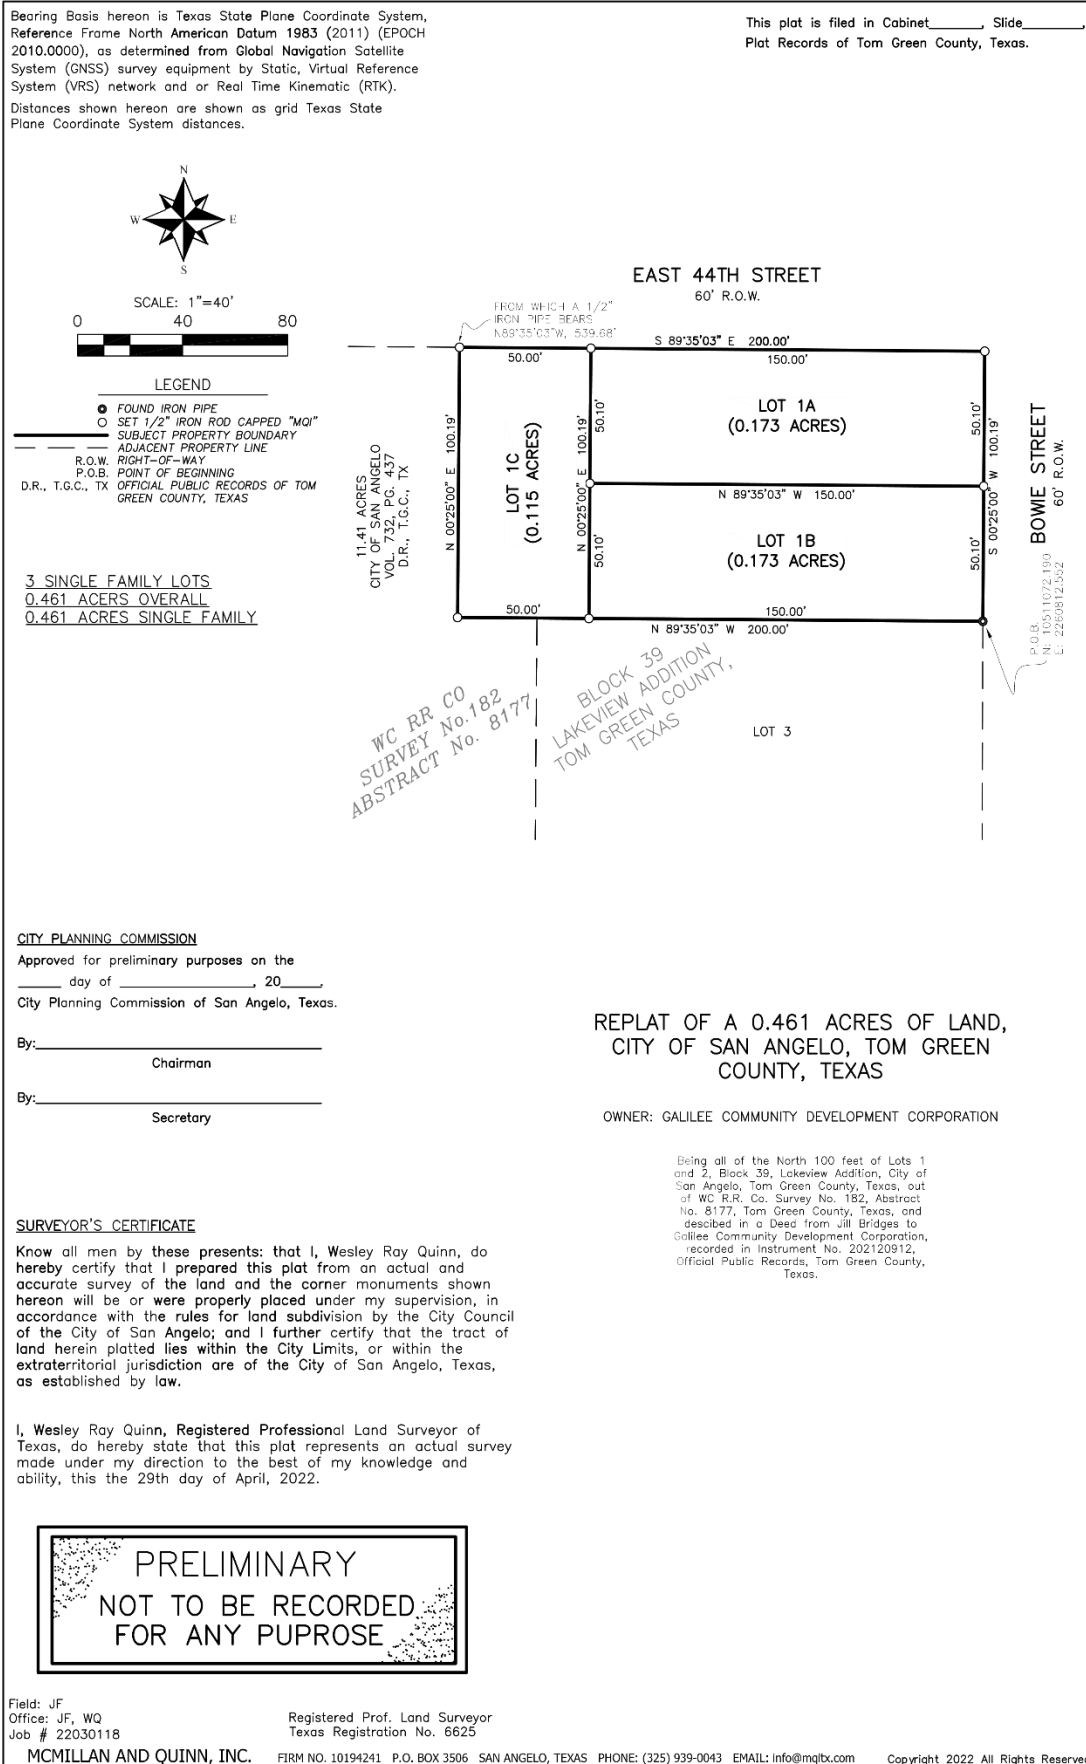 Bearing Basis hereon is Texas State Plane Coordinate System,
Reference Frame North American Datum 1983 (2011) (EPOCH
2010.0000), as determined from Global Navigation Satellite
System (GNSS) survey equipment by Static, Virtual Reference
System (VRS) network and or Real Time Kinematic (RTK).
Distances shown hereon are shown as grid Texas State
Plane Coordinate System distances.
This plat is filed in Cabinet________, Slide_________,
Plat Records of Tom Green County, Texas.
N
W
E
S
SCALE: 1"=40'
0 40 80
LEGEND
FOUND IRON PIPE
SET 1/2" IRON ROD CAPPED "MQI"
SUBJECT PROPERTY BOUNDARY
ADJACENT PROPERTY LINE
R.O.W. RIGHT-OF-WAY
P.O.B. POINT OF BEGINNING
D.R., T.G.C., TX OFFICIAL PUBLIC RECORDS OF TOM
GREEN COUNTY, TEXAS
3 SINGLE FAMILY LOTS
0.461 ACERS OVERALL
0.461 ACRES SINGLE FAMILY
EAST 44TH STREET
60' R.O.W.
FROM WHICH A 1/2"
IRON PIPE BEARS
N89°35'03"W, 539.68'
S 89°35'03" E 200.00'
50.00'
150.00'
11.41 ACRES
CITY OF SAN ANGELO
VOL. 732, PG. 437
D.R., T.G.C., TX
N 00°25'00" E 100.19'
LOT 1C
(0.115 ACRES)
N 00°25'00" E 100.19'
50.10'
50.10'
LOT 1A
(0.173 ACRES)
N 89°35'03" W 150.00'
LOT 1B
(0.173 ACRES)
50.10'
50.10'
S 00°25'00" W 100.19'
BOWIE STREET
60' R.O.W.
50.00'
150.00'
N 89°35'03" W 200.00'
P.O.B.
N: 10511072.190
E: 2260812.552
WC RR CO
SURVEY No.182
ABSTRACT No. 8177
BLOCK 39
LAKEVIEW ADDITION
TOM GREEN COUNTY,
TEXAS
LOT 3
CITY PLANNING COMMISSION
Approved for preliminary purposes on the
_____ day of ________________, 20_____,
City Planning Commission of San Angelo, Texas.
By:__________________________________
Chairman
By:__________________________________
Secretary
REPLAT OF A 0.461 ACRES OF LAND,
CITY OF SAN ANGELO, TOM GREEN
COUNTY, TEXAS
OWNER: GALILEE COMMUNITY DEVELOPMENT CORPORATION
Being all of the North 100 feet of Lots 1
and 2, Block 39, Lakeview Addition, City of
San Angelo, Tom Green County, Texas, out
of WC R.R. Co. Survey No. 182, Abstract
No. 8177, Tom Green County, Texas, and
descibed in a Deed from Jill Bridges to
Galilee Community Development Corporation,
recorded in Instrument No. 202120912,
Official Public Records, Tom Green County,
Texas.
SURVEYOR'S CERTIFICATE
Know all men by these presents: that I, Wesley Ray Quinn, do
hereby certify that I prepared this plat from an actual and
accurate survey of the land and the corner monuments shown
hereon will be or were properly placed under my supervision, in
accordance with the rules for land subdivision by the City Council
of the City of San Angelo; and I further certify that the tract of
land herein platted lies within the City Limits, or within the
extraterritorial jurisdiction are of the City of San Angelo, Texas,
as established by law.
I, Wesley Ray Quinn, Registered Professional Land Surveyor of
Texas, do hereby state that this plat represents an actual survey
made under my direction to the best of my knowledge and
ability, this the 29th day of April, 2022.
PRELIMINARY
NOT TO BE RECORDED
FOR ANY PUPROSE
Field: JF
Office: JF, WQ
Job # 22030118
Registered Prof. Land Surveyor
Texas Registration No. 6625
MCMILLAN AND QUINN, INC. FIRM NO. 10194241 P.O. BOX 3506 SAN ANGELO, TEXAS PHONE: (325) 939-0043 EMAIL: info@mqitx.com Copyright 2022 All Rights Reserved